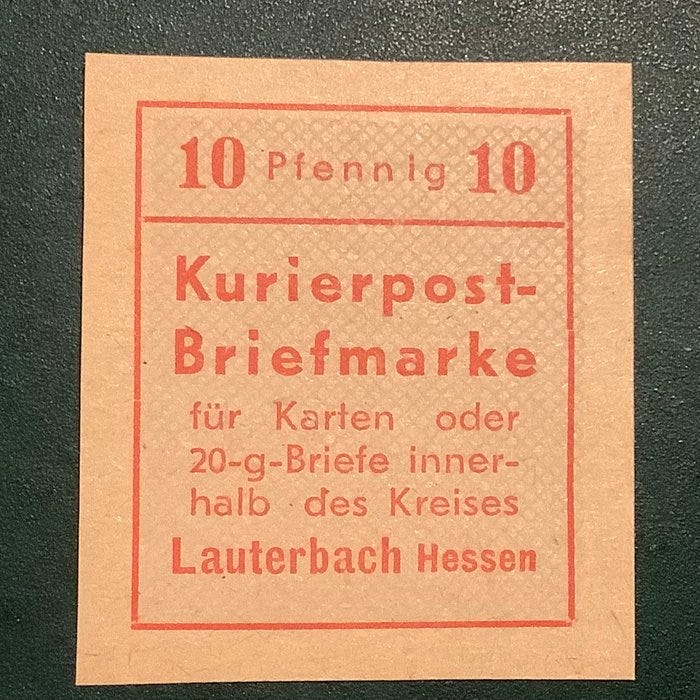 10 Pfennig 10
Kurierpost-
Briefmarke
für Karten oder
20-g-Briefe inner-
halb des Kreises
Lauterbach Hessen